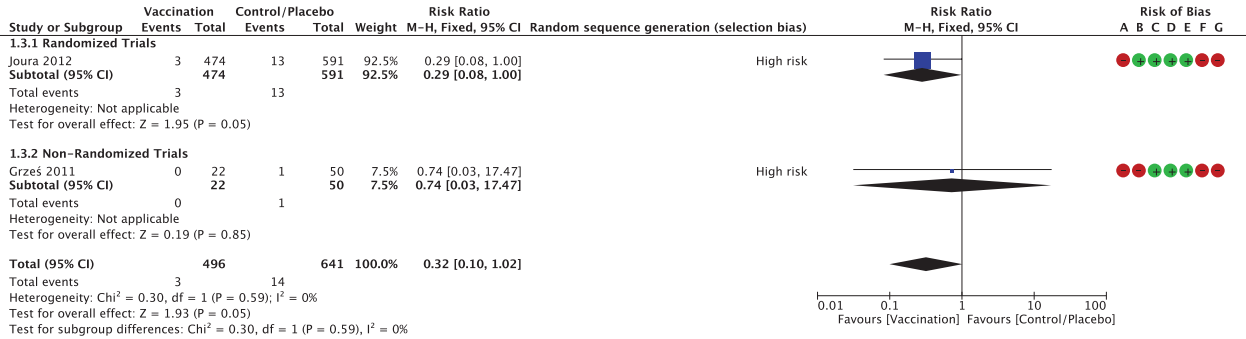 Vaccination Control/Placebo Risk Ratio Risk Ratio Risk of Bias
Study or Subgroup Events Total Events Total Weight M-H, Fixed, 95% CI Random sequence generation (selection bias) M-H, Fixed, 95% CI A B C D E F G
1.3.1 Randomized Trials
Joura 2012 3 474 13 591 92.5% 0.29 [0.08, 1.00] High risk - + + + + - -
Subtotal (95% CI) 474 591 92.5% 0.29 [0.08, 1.00]
Total events 3 13
Heterogeneity: Not applicable
Test for overall effect: Z = 1.95 (P = 0.05)
1.3.2 Non-Randomized Trials
Grześ 2011 0 22 1 50 7.5% 0.74 [0.03, 17.47] High risk - - + + + - -
Subtotal (95% CI) 22 50 7.5% 0.74 [0.03, 17.47]
Total events 0 1
Heterogeneity: Not applicable
Test for overall effect: Z = 0.19 (P = 0.85)
Total (95% CI) 496 641 100.0% 0.32 [0.10, 1.02]
Total events 3 14
Heterogeneity: Chi² = 0.30, df = 1 (P = 0.59); I² = 0%
Test for overall effect: Z = 1.93 (P = 0.05)
Test for subgroup differences: Chi² = 0.30, df = 1 (P = 0.59), I² = 0%
0.01 0.1 1 10 100
Favours [Vaccination] Favours [Control/Placebo]